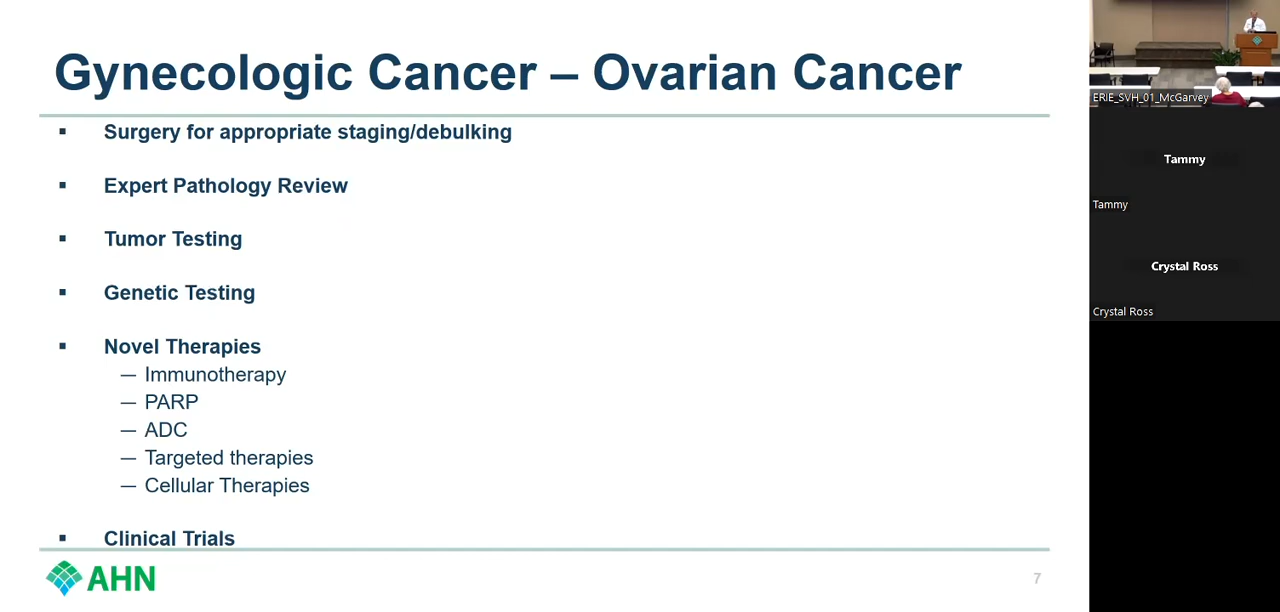 Gynecologic Cancer – Ovarian Cancer
▪ Surgery for appropriate staging/debulking
▪ Expert Pathology Review
▪ Tumor Testing
▪ Genetic Testing
▪ Novel Therapies
— Immunotherapy
— PARP
— ADC
— Targeted therapies
— Cellular Therapies
▪ Clinical Trials
AHN
7
ERIE_SVH_01_McGarvey
Tammy
Tammy
Crystal Ross
Crystal Ross